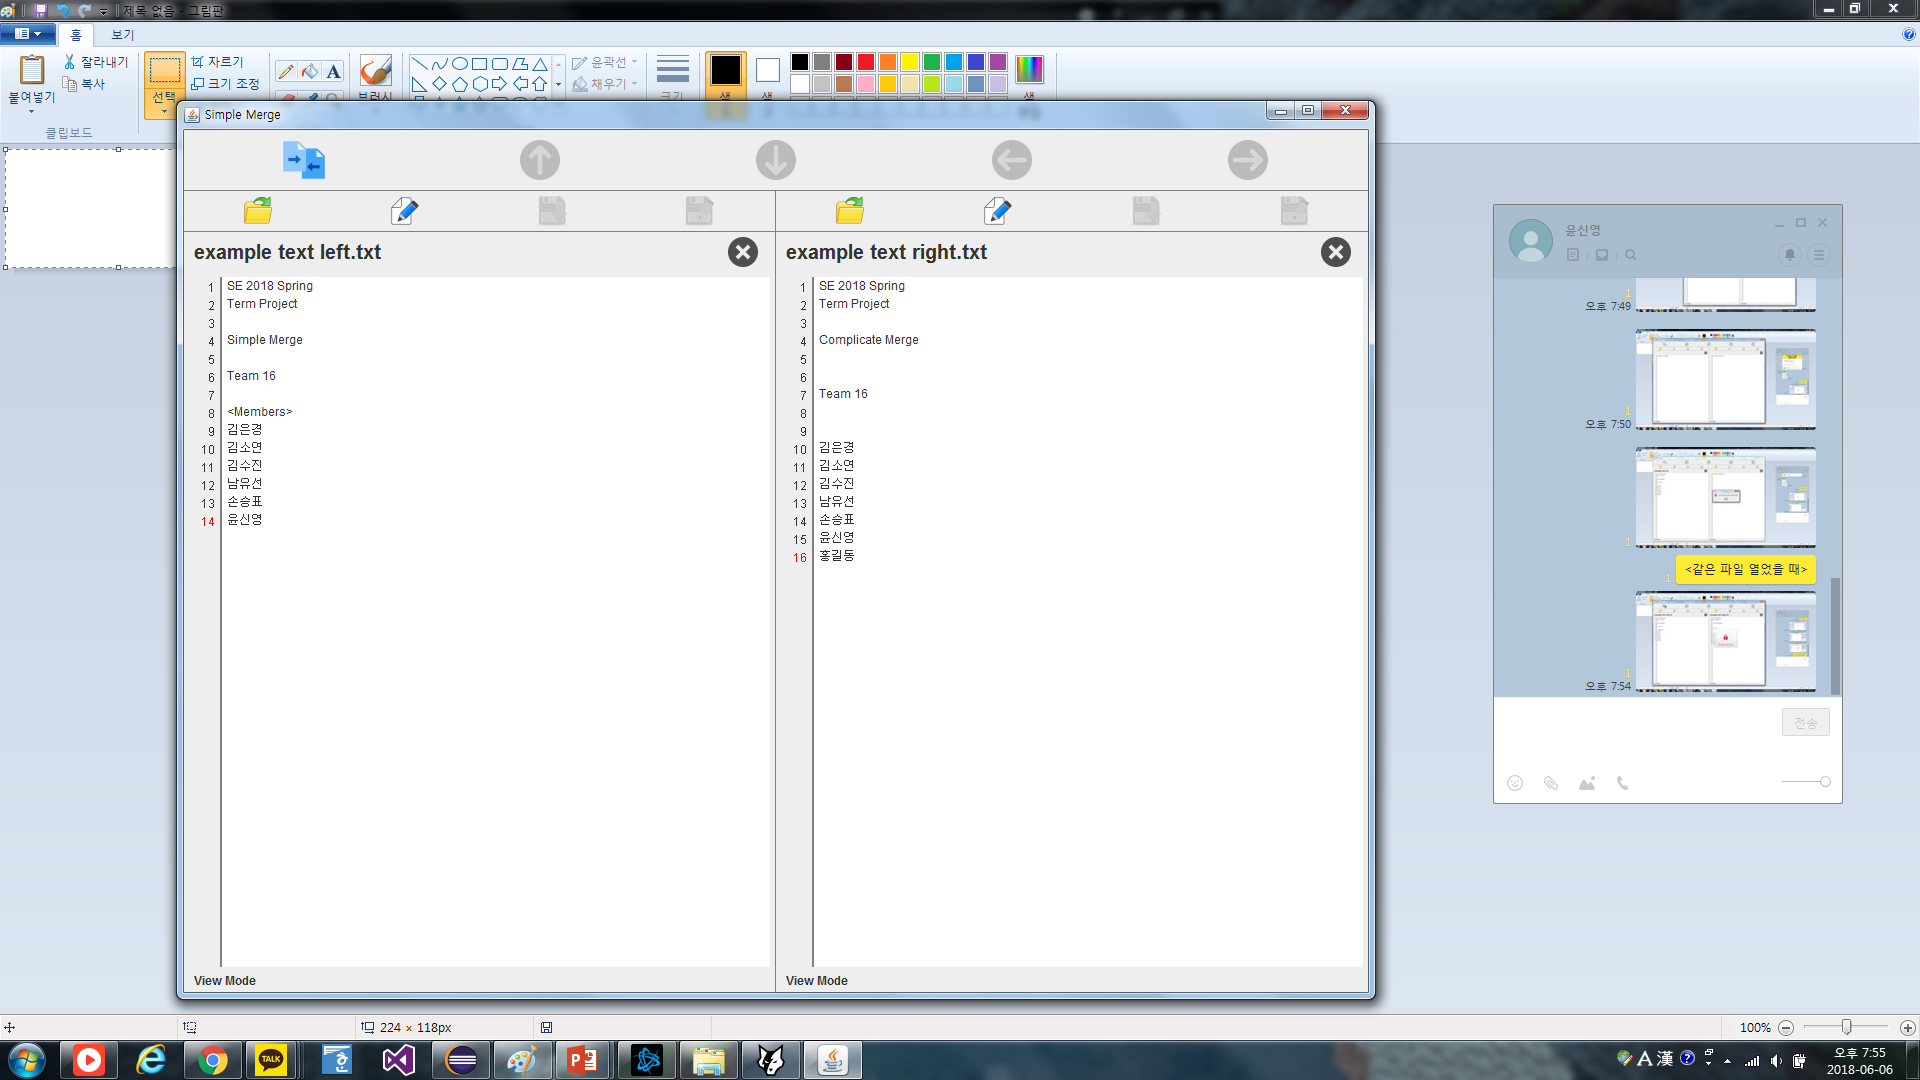 제목 없음 - 그림판
홈
보기
붙여넣기
잘라내기
복사
클립보드
선택
자르기
크기 조정
A
윤곽선
채우기
Simple Merge
example text left.txt
1 SE 2018 Spring
2 Term Project
3
4 Simple Merge
5
6 Team 16
7
8 <Members>
9 김은경
10 김소연
11 김수진
12 남유선
13 손승표
14 윤신영
View Mode
example text right.txt
1 SE 2018 Spring
2 Term Project
3
4 Complicate Merge
5
6
7 Team 16
8
9
10 김은경
11 김소연
12 김수진
13 남유선
14 손승표
15 윤신영
16 홍길동
View Mode
윤신영
1
오후 7:49
1
오후 7:50
1
1
<같은 파일 열었을 때>
1
오후 7:54
전송
224 × 118px
100%
TALK
A 漢
오후 7:55
2018-06-06